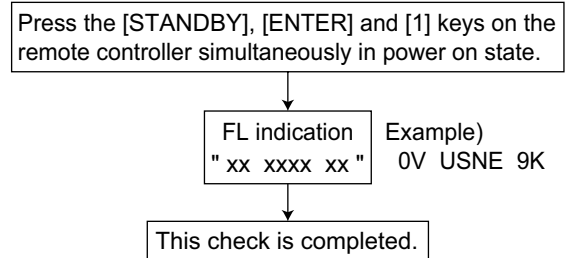 Press the [STANDBY], [ENTER] and [1] keys on the
remote controller simultaneously in power on state.
FL indication
" xx xxxx xx "
Example)
0V USNE 9K
This check is completed.